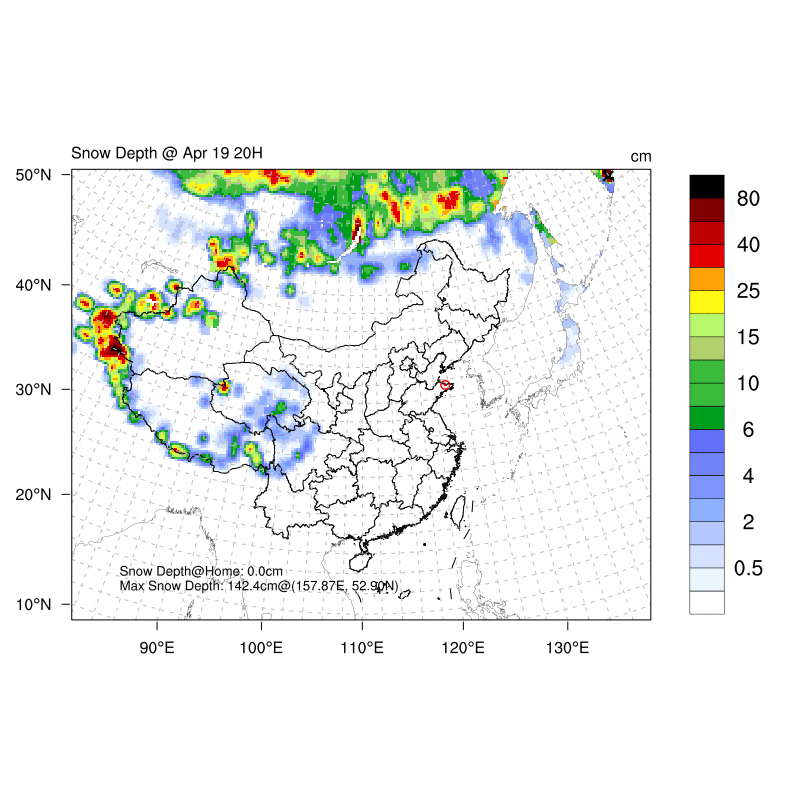 Snow Depth @ Apr 19 20H
cm
50°N
40°N
30°N
20°N
10°N
90°E
100°E
110°E
120°E
130°E
80
40
25
15
10
6
4
2
0.5
Snow Depth@Home: 0.0cm
Max Snow Depth: 142.4cm@(157.87E, 52.90N)